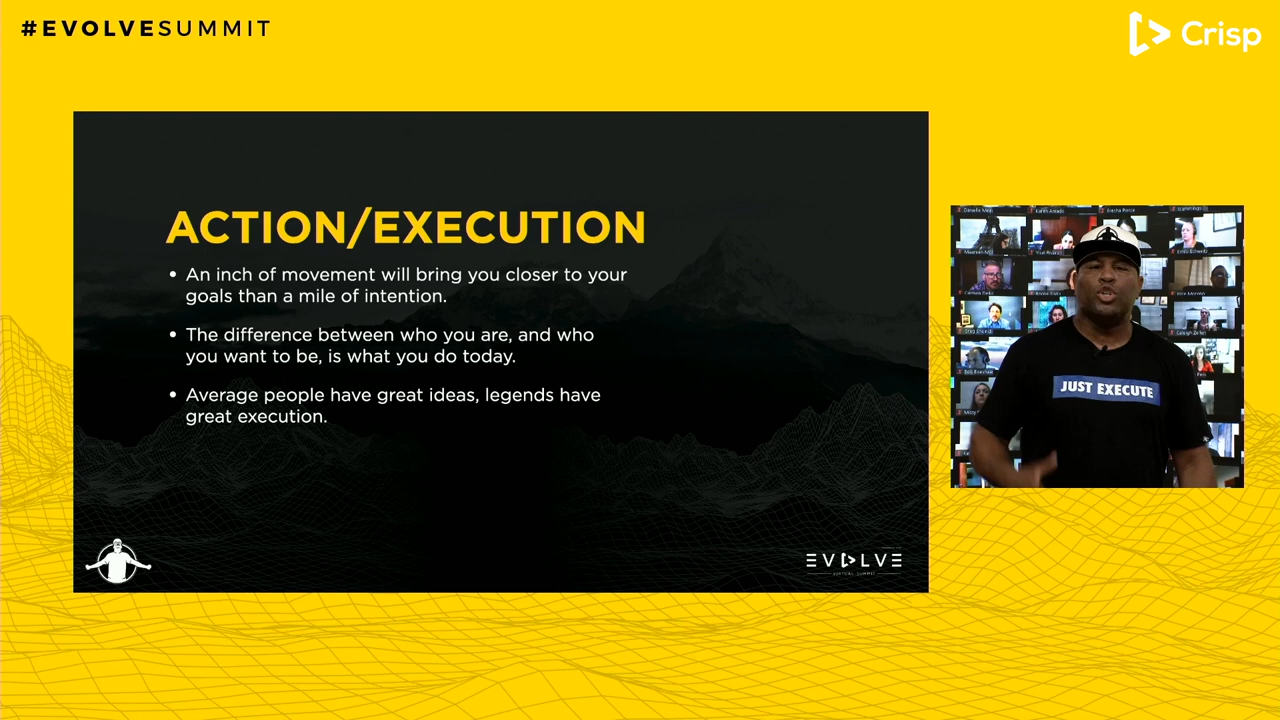 #EVOLVESUMMIT
Crisp
ACTION/EXECUTION
• An inch of movement will bring you closer to your
goals than a mile of intention.
• The difference between who you are, and who
you want to be, is what you do today.
• Average people have great ideas, legends have
great execution.
EVOLVE
VIRTUAL SUMMIT
JUST EXECUTE